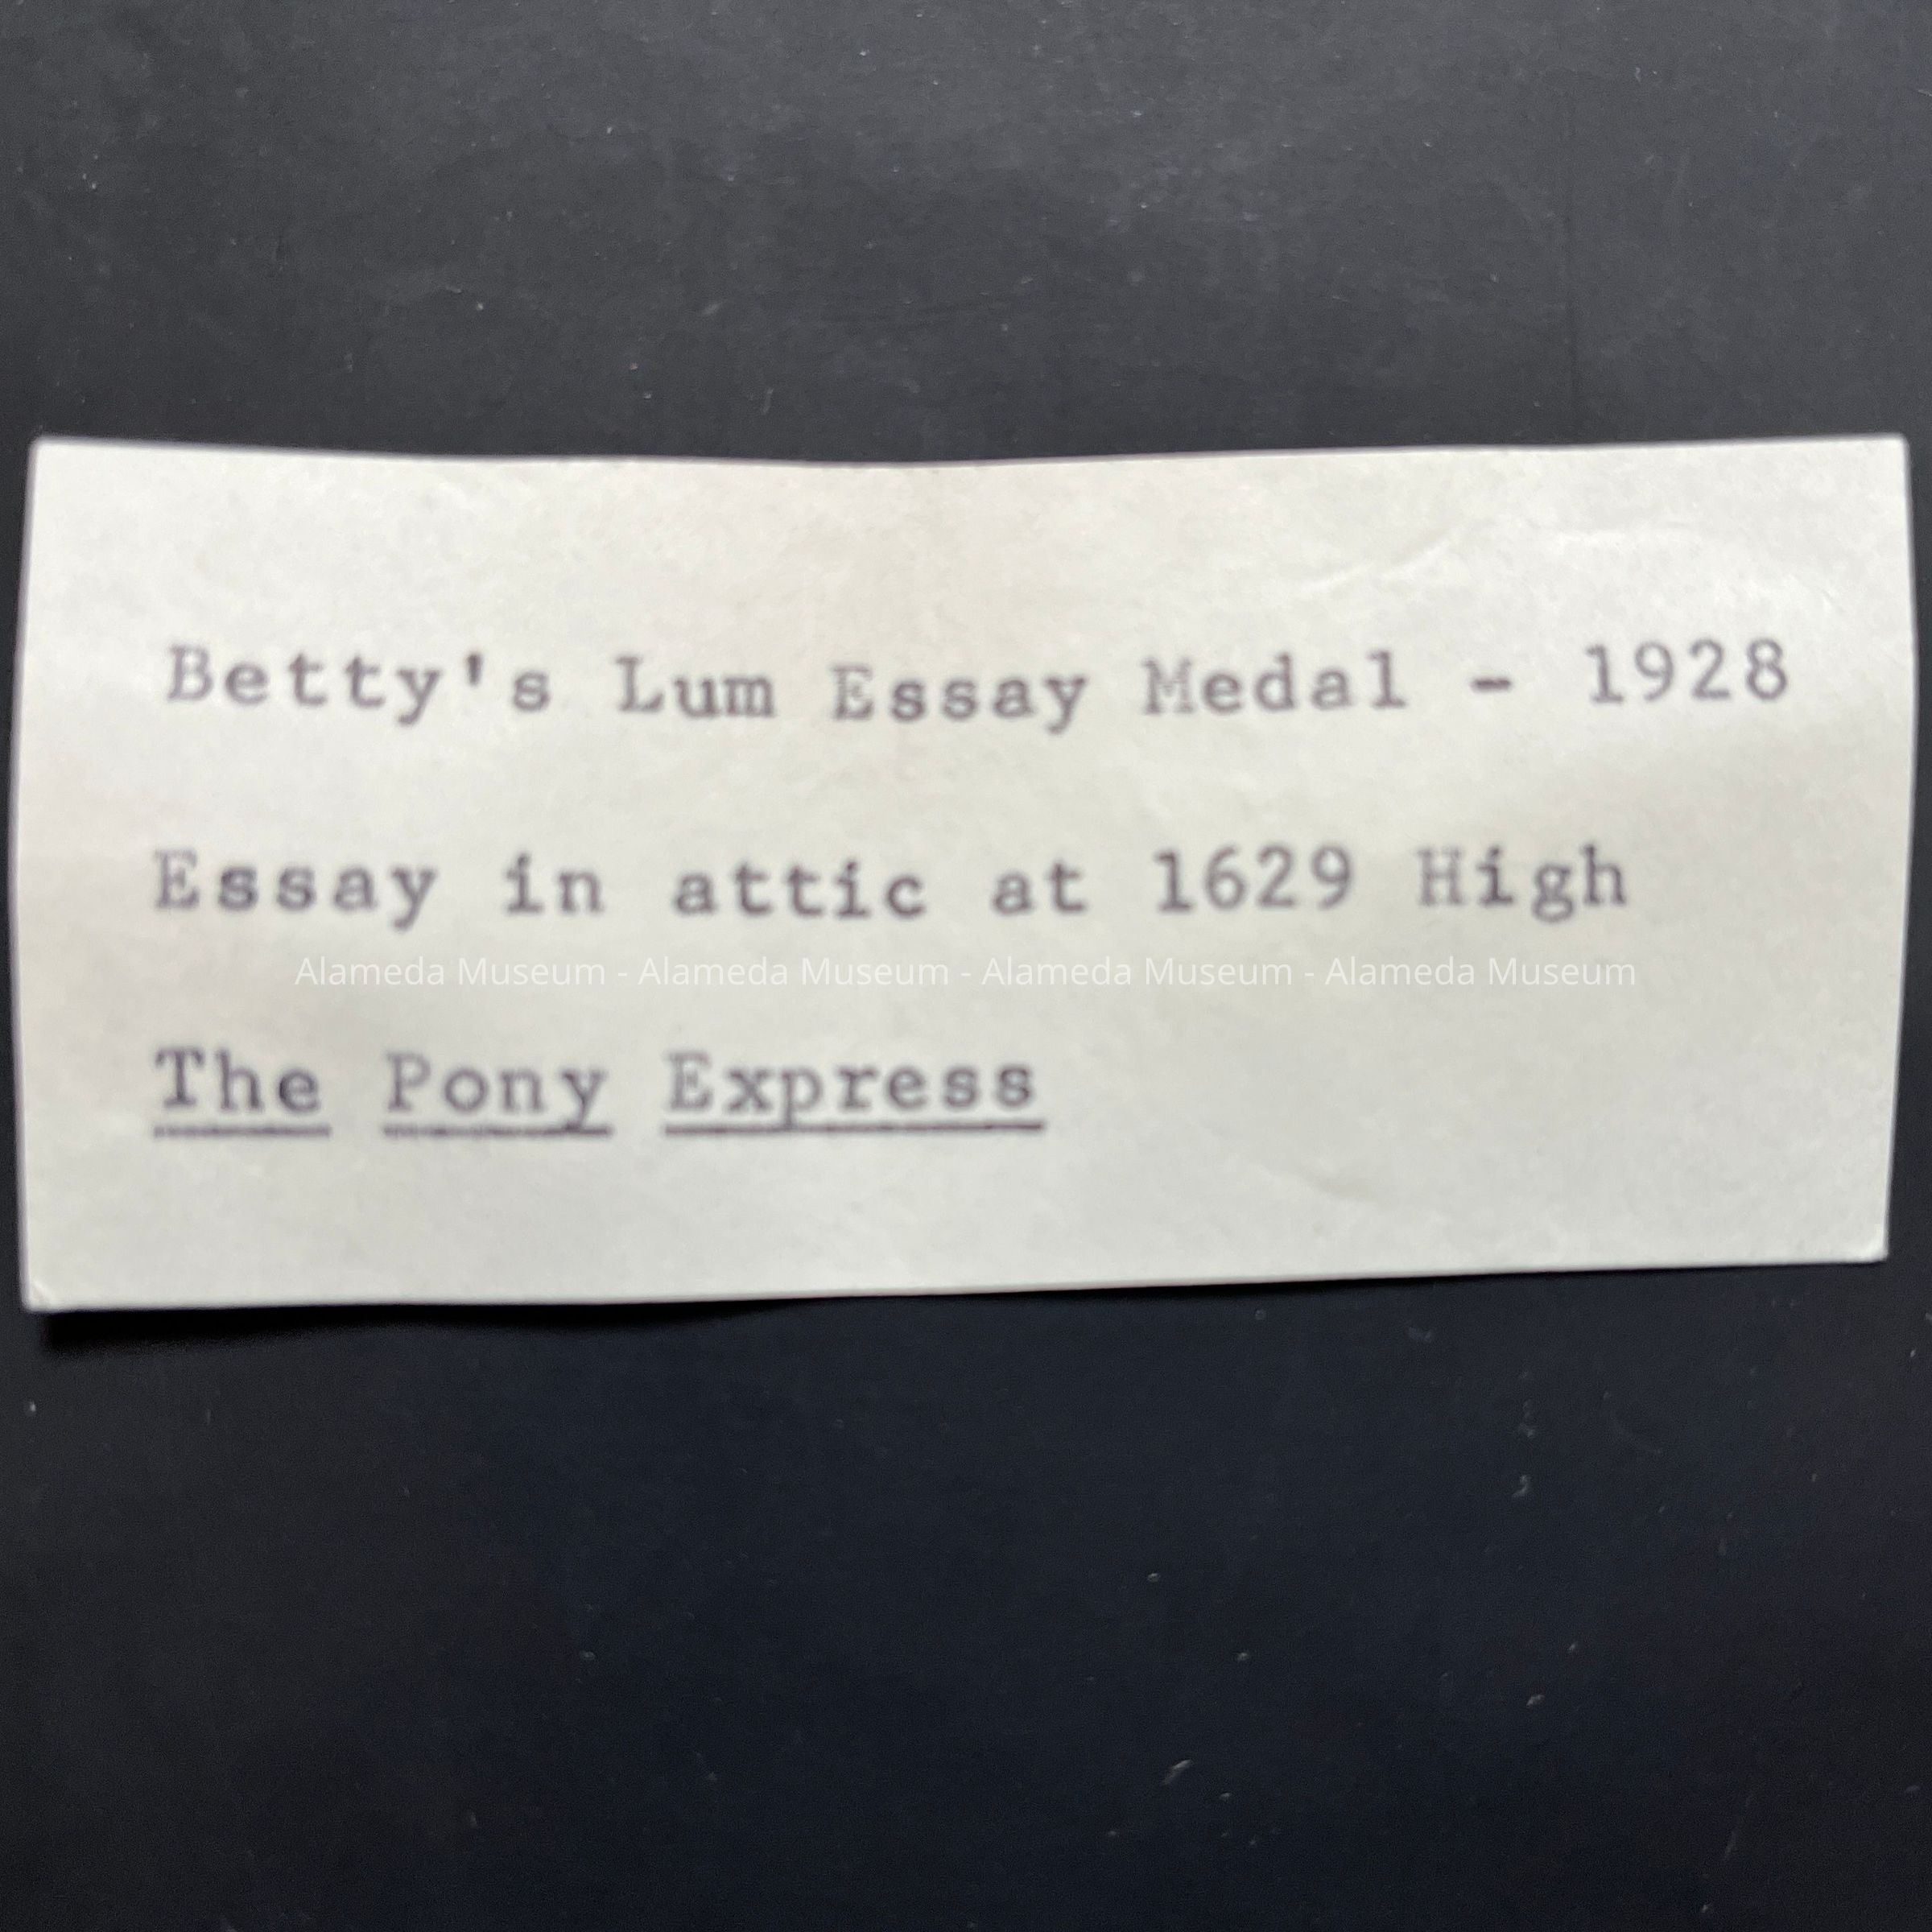 Betty's Lum Essay Medal - 1928
Essay in attic at 1629 High
Alameda Museum - Alameda Museum - Alameda Museum - Alameda Museum
The Pony Express